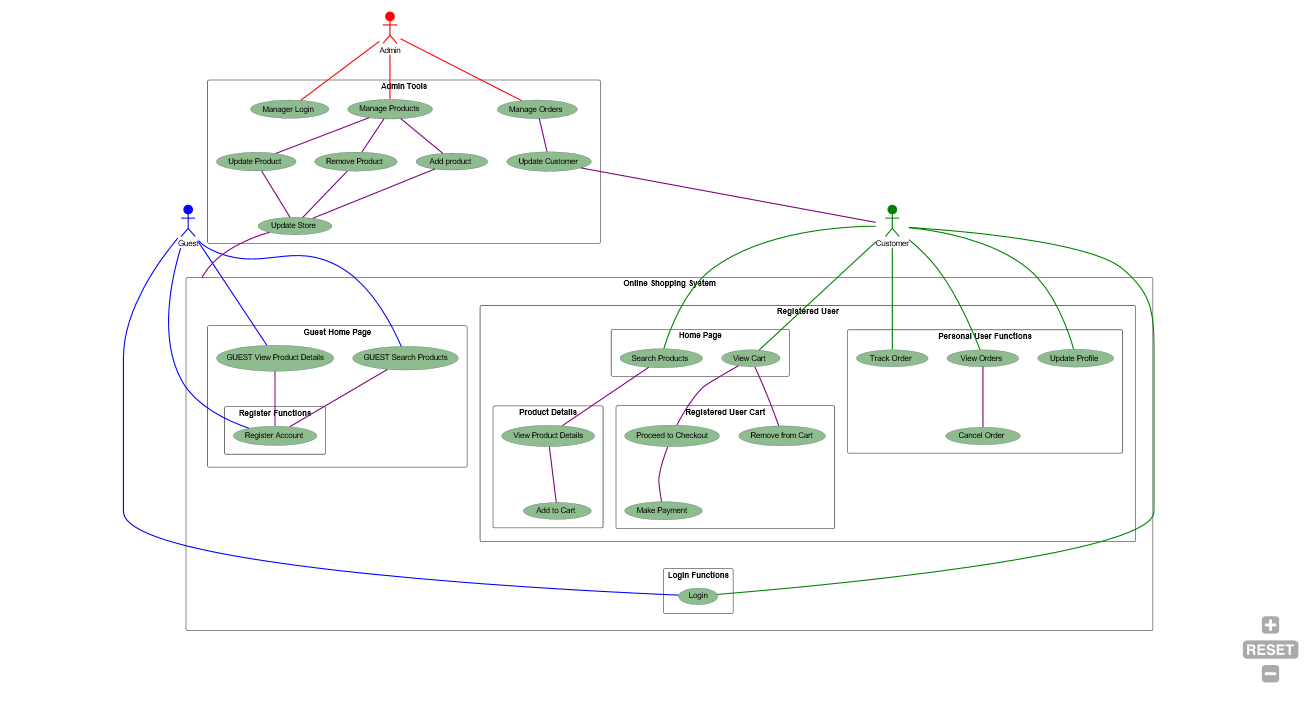 Admin
Admin Tools
Manager Login
Manage Products
Manage Orders
Update Product
Remove Product
Add product
Update Customer
Update Store
Guest
Customer
Online Shopping System
Registered User
Guest Home Page
Home Page
Personal User Functions
GUEST View Product Details
GUEST Search Products
Search Products
View Cart
Track Order
View Orders
Update Profile
Register Functions
Product Details
Registered User Cart
Register Account
View Product Details
Proceed to Checkout
Remove from Cart
Cancel Order
Add to Cart
Make Payment
Login Functions
Login
RESET